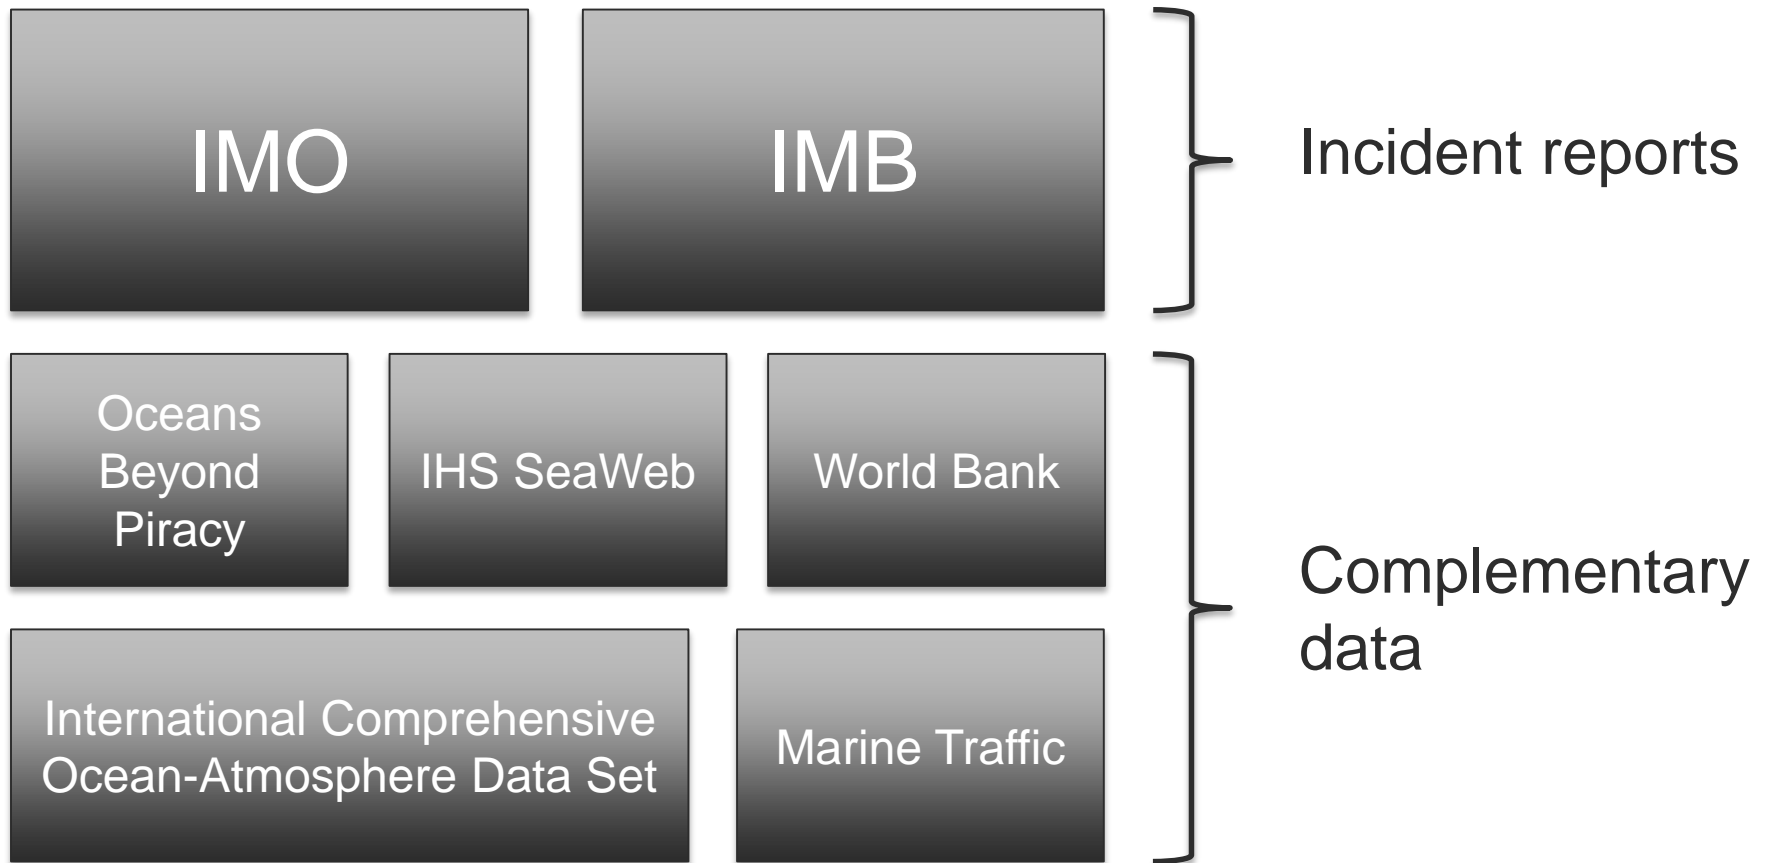 IMO
IMB
Incident reports
Oceans
Beyond
Piracy
IHS SeaWeb
World Bank
Complementary
data
International Comprehensive
Ocean-Atmosphere Data Set
Marine Traffic